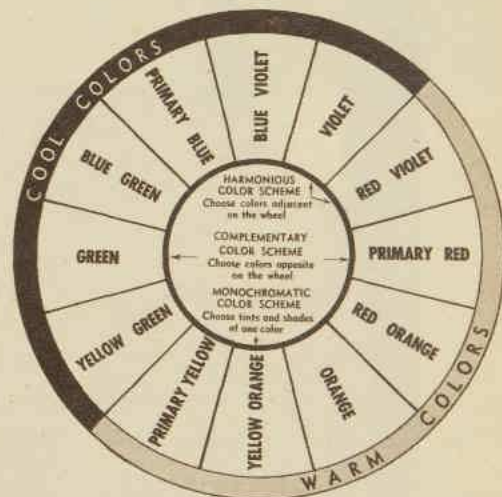 COOL COLORS
PRIMARY BLUE
BLUE VIOLET
VIOLET
RED VIOLET
PRIMARY RED
RED ORANGE
ORANGE
YELLOW ORANGE
PRIMARY YELLOW
YELLOW GREEN
GREEN
BLUE GREEN
HARMONIOUS
COLOR SCHEME
Choose colors adjacent
on the wheel
COMPLEMENTARY
COLOR SCHEME
Choose colors opposite
on the wheel
MONOCHROMATIC
COLOR SCHEME
Choose tints and shades
of one color
WARM COLORS